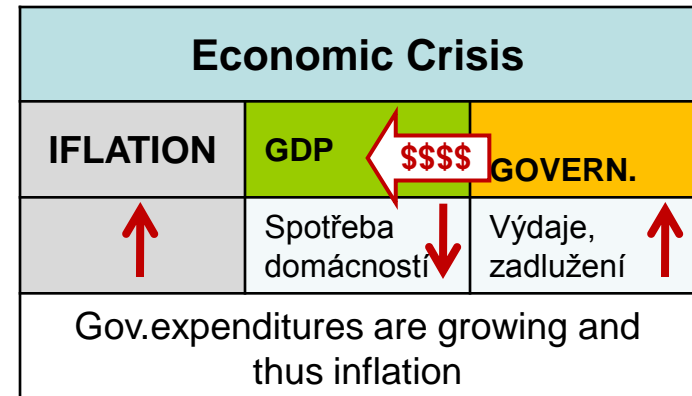 Economic Crisis
IFLATION
GDP
$$$$
GOVERN.
Spotřeba
domácností
Výdaje,
zadlužení
Gov.expenditures are growing and
thus inflation